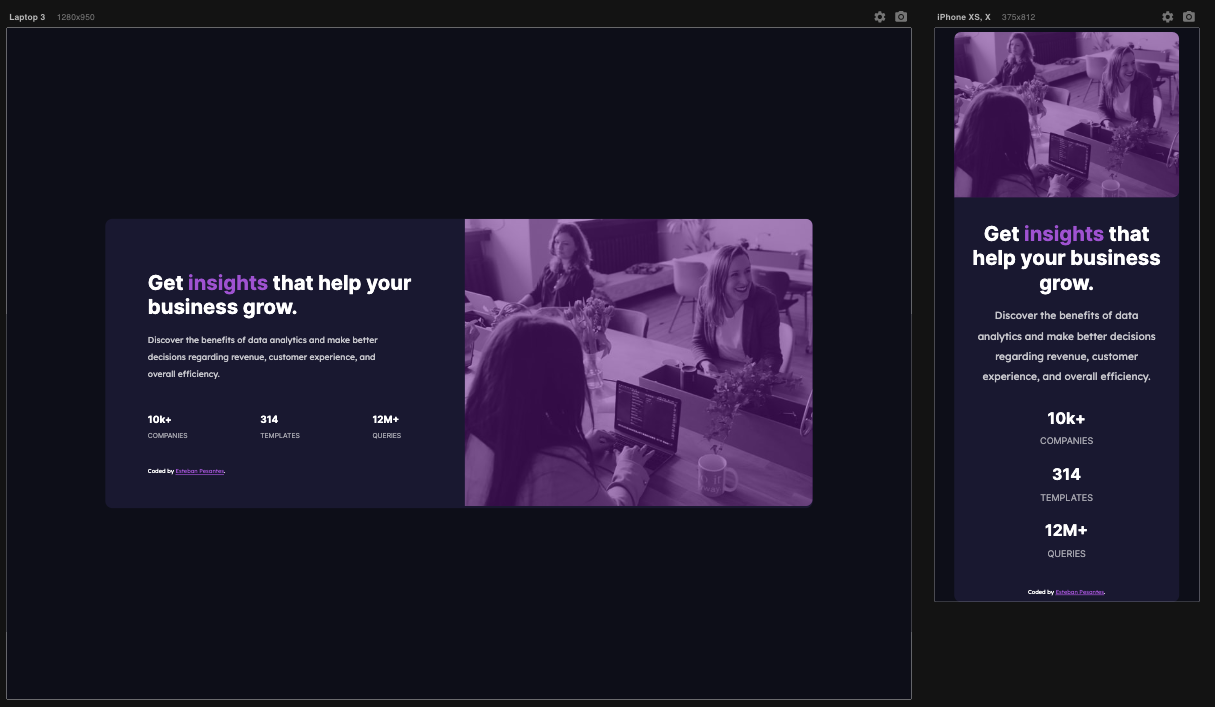 Laptop 3 1280x950
Get insights that help your
business grow.
Discover the benefits of data analytics and make better
decisions regarding revenue, customer experience, and
overall efficiency.
10k+ 314 12M+
COMPANIES TEMPLATES QUERIES
Coded by Esteban Pesantes.
iPhone XS, X 375x812
Get insights that
help your business
grow.
Discover the benefits of data
analytics and make better decisions
regarding revenue, customer
experience, and overall efficiency.
10k+
COMPANIES
314
TEMPLATES
12M+
QUERIES
Coded by Esteban Pesantes.